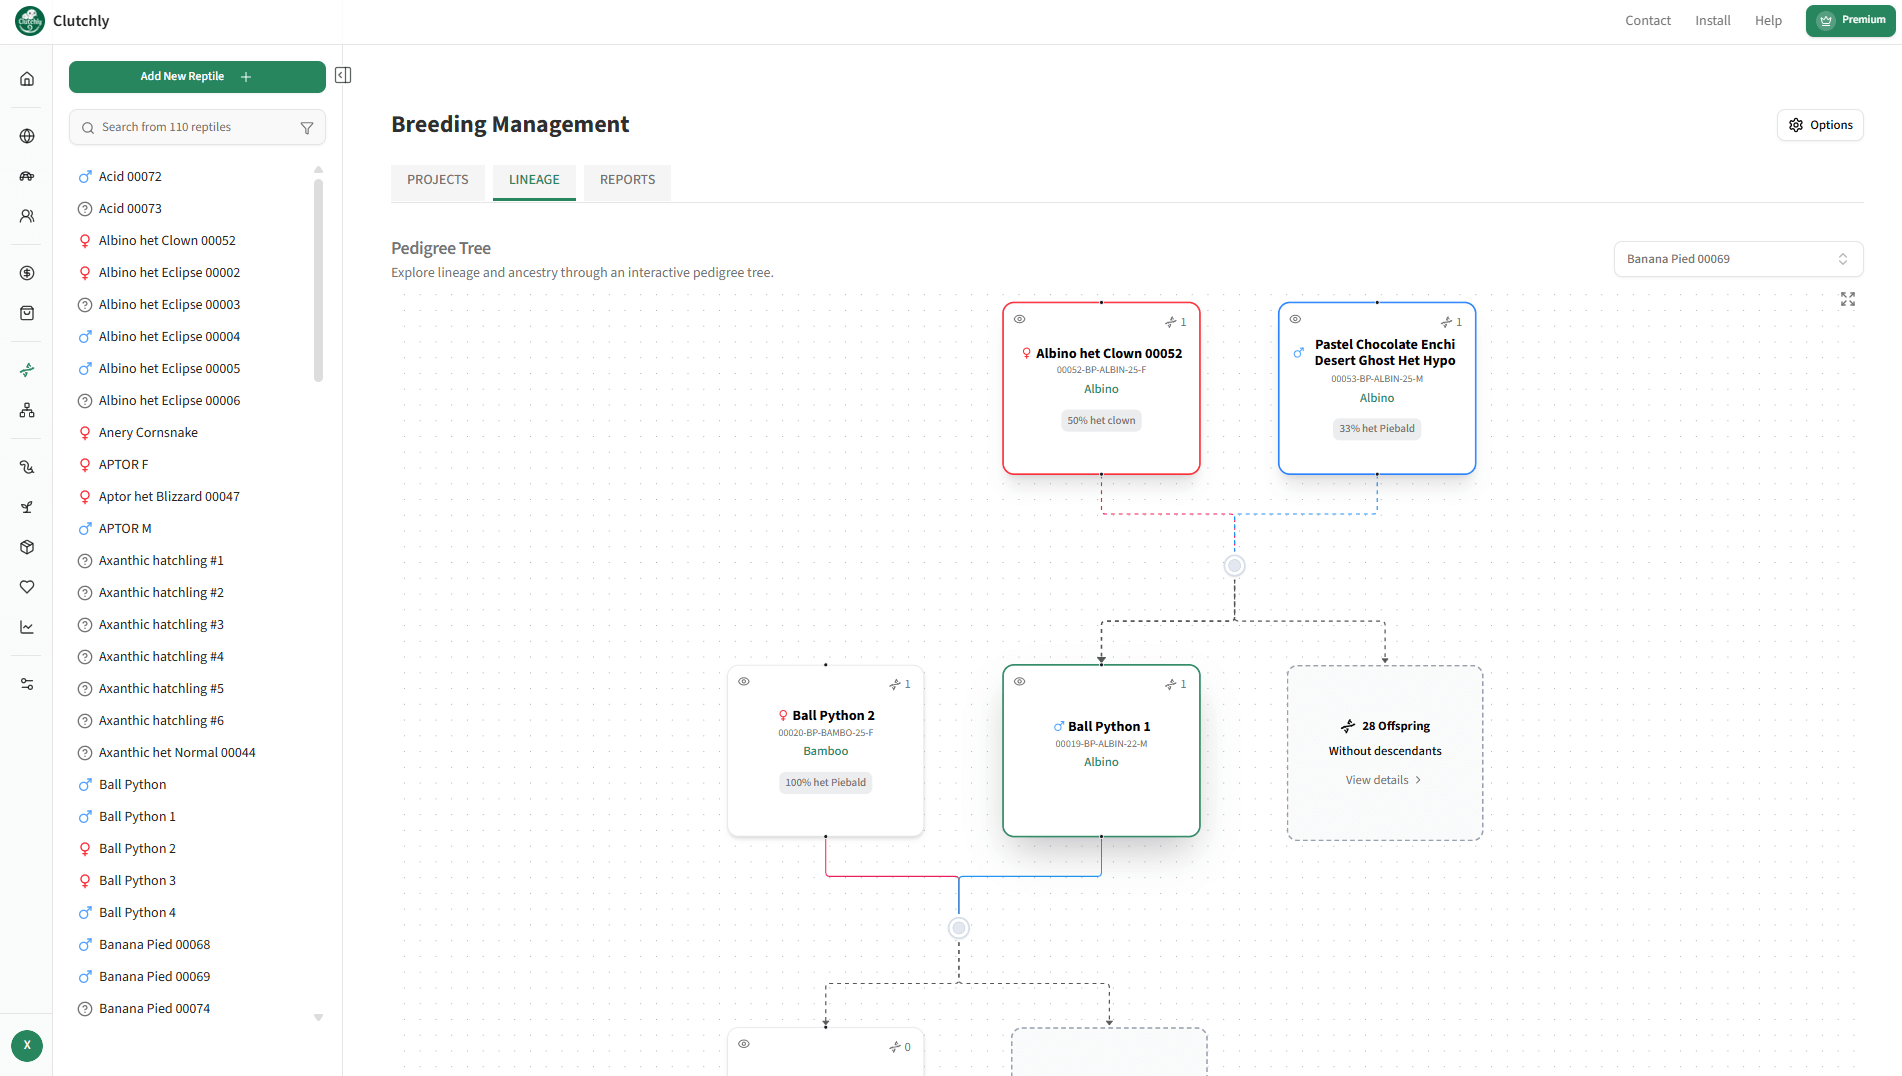 Clutchly
Contact
Install
Help
Premium
Add New Reptile
Search from 110 reptiles
Acid 00072
Acid 00073
Albino het Clown 00052
Albino het Eclipse 00002
Albino het Eclipse 00003
Albino het Eclipse 00004
Albino het Eclipse 00005
Albino het Eclipse 00006
Anery Cornsnake
APTOR F
Aptor het Blizzard 00047
APTOR M
Axanthic hatchling #1
Axanthic hatchling #2
Axanthic hatchling #3
Axanthic hatchling #4
Axanthic hatchling #5
Axanthic hatchling #6
Axanthic het Normal 00044
Ball Python
Ball Python 1
Ball Python 2
Ball Python 3
Ball Python 4
Banana Pied 00068
Banana Pied 00069
Banana Pied 00074
X
Breeding Management
Options
PROJECTS
LINEAGE
REPORTS
Pedigree Tree
Explore lineage and ancestry through an interactive pedigree tree.
Banana Pied 00069
1
Albino het Clown 00052
00052-BP-ALBIN-25-F
Albino
50% het clown
1
Pastel Chocolate Enchi
Desert Ghost Het Hypo
00053-BP-ALBIN-25-M
Albino
33% het Piebald
1
Ball Python 2
00020-BP-BAMBO-25-F
Bamboo
100% het Piebald
1
Ball Python 1
00019-BP-ALBIN-22-M
Albino
28 Offspring
Without descendants
View details
0